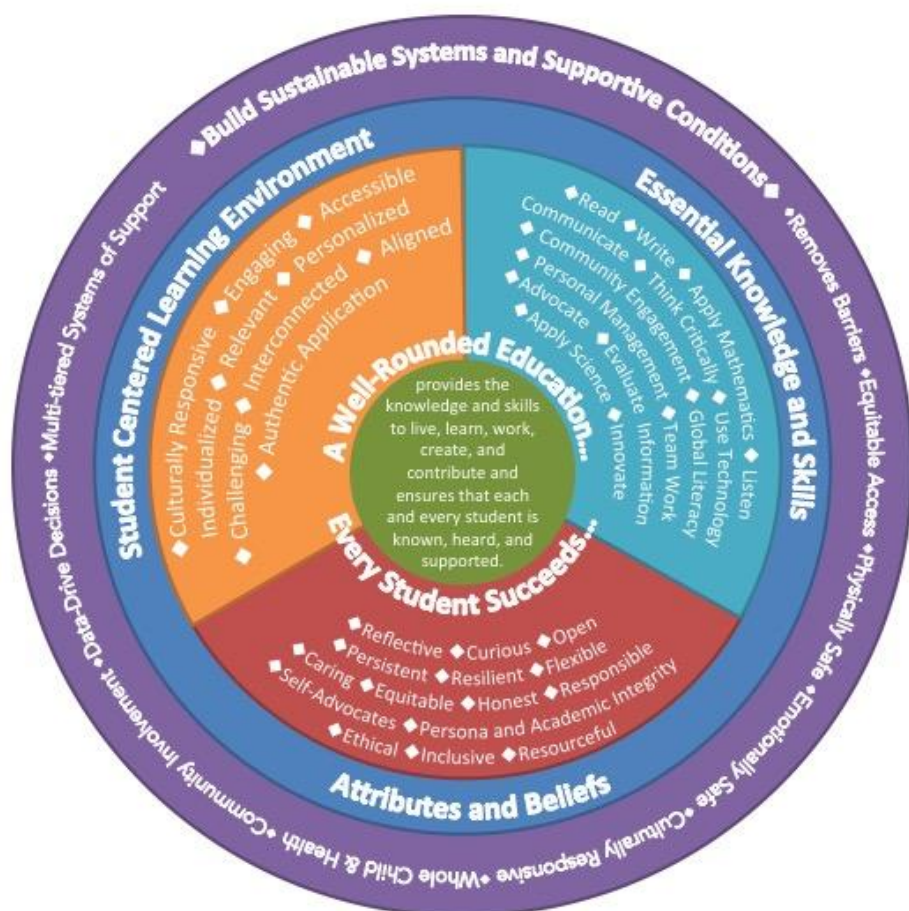 ◆Build Sustainable Systems and Supportive Conditions◆
◆Removes Barriers ◆Equitable Access ◆Physically Safe ◆Emotionally Safe ◆Culturally Responsive ◆Whole Child & Health ◆Community Involvement ◆Data-Drive Decisions ◆Multi-tiered Systems of Support
Student Centered Learning Environment
◆Culturally Responsive ◆Engaging ◆Accessible
Individualized ◆Relevant ◆Personalized
◆Challenging ◆Interconnected ◆Aligned
◆Authentic Application
Essential Knowledge and Skills
◆Read ◆Write ◆Apply Mathematics ◆Listen
Communicate ◆Think Critically ◆Use Technology
◆Community Engagement ◆Global Literacy
◆Personal Management ◆Team Work
◆Advocate ◆Evaluate Information
◆Apply Science ◆Innovate
A Well-Rounded Education...
provides the
knowledge and skills
to live, learn, work,
create, and
contribute and
ensures that each
and every student is
known, heard, and
supported.
Every Student Succeeds...
◆Reflective ◆Curious ◆Open
◆Persistent ◆Resilient ◆Flexible
◆Caring ◆Equitable ◆Honest ◆Responsible
◆Self-Advocates ◆Persona and Academic Integrity
◆Ethical ◆Inclusive ◆Resourceful
Attributes and Beliefs